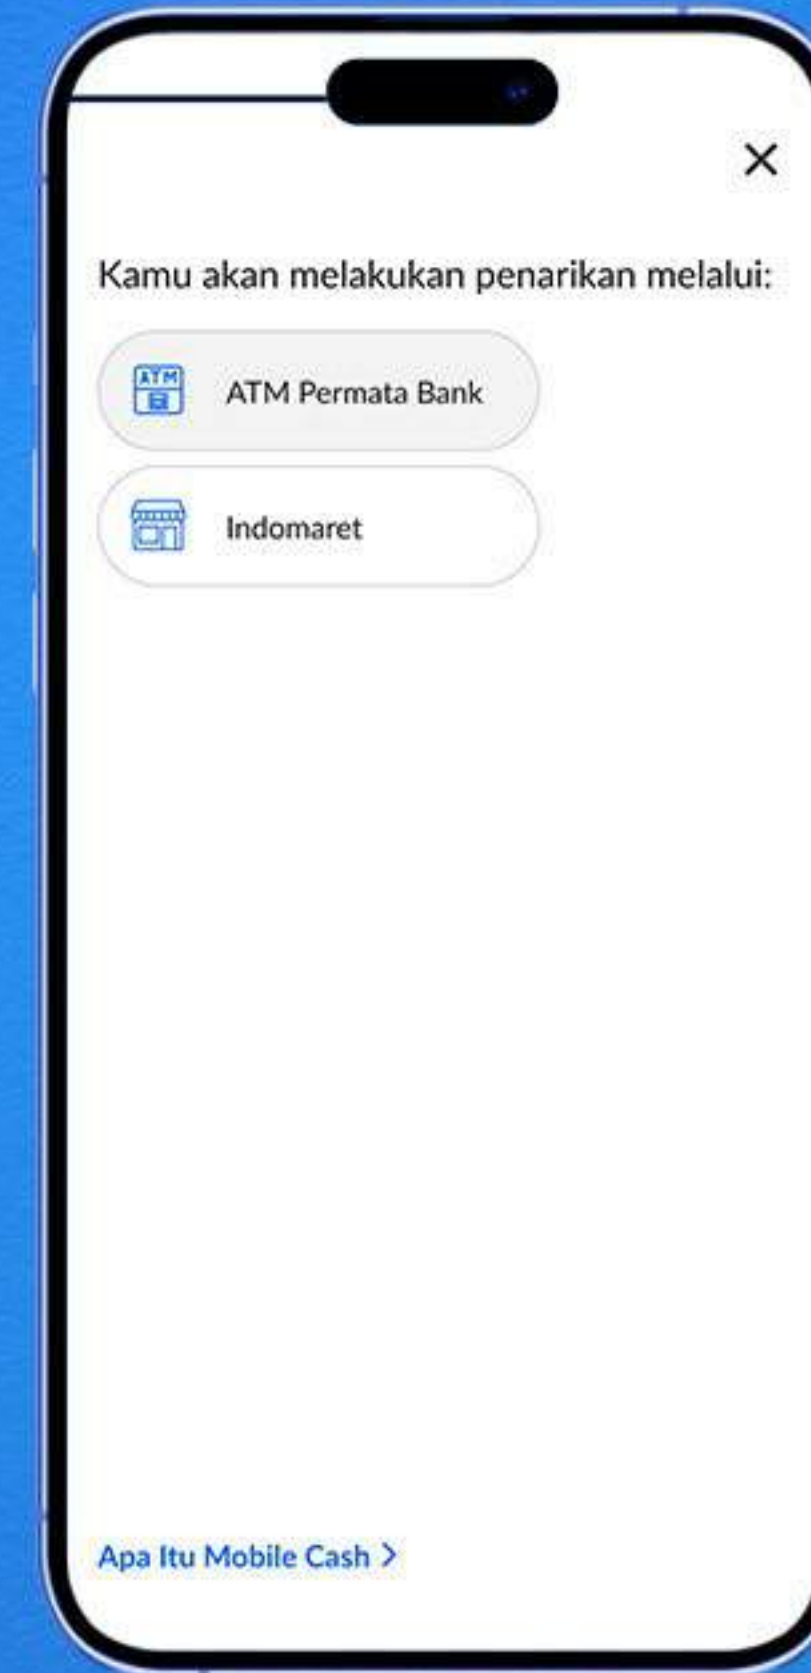 Kamu akan melakukan penarikan melalui:
ATM
ATM Permata Bank
Indomaret
Apa Itu Mobile Cash >